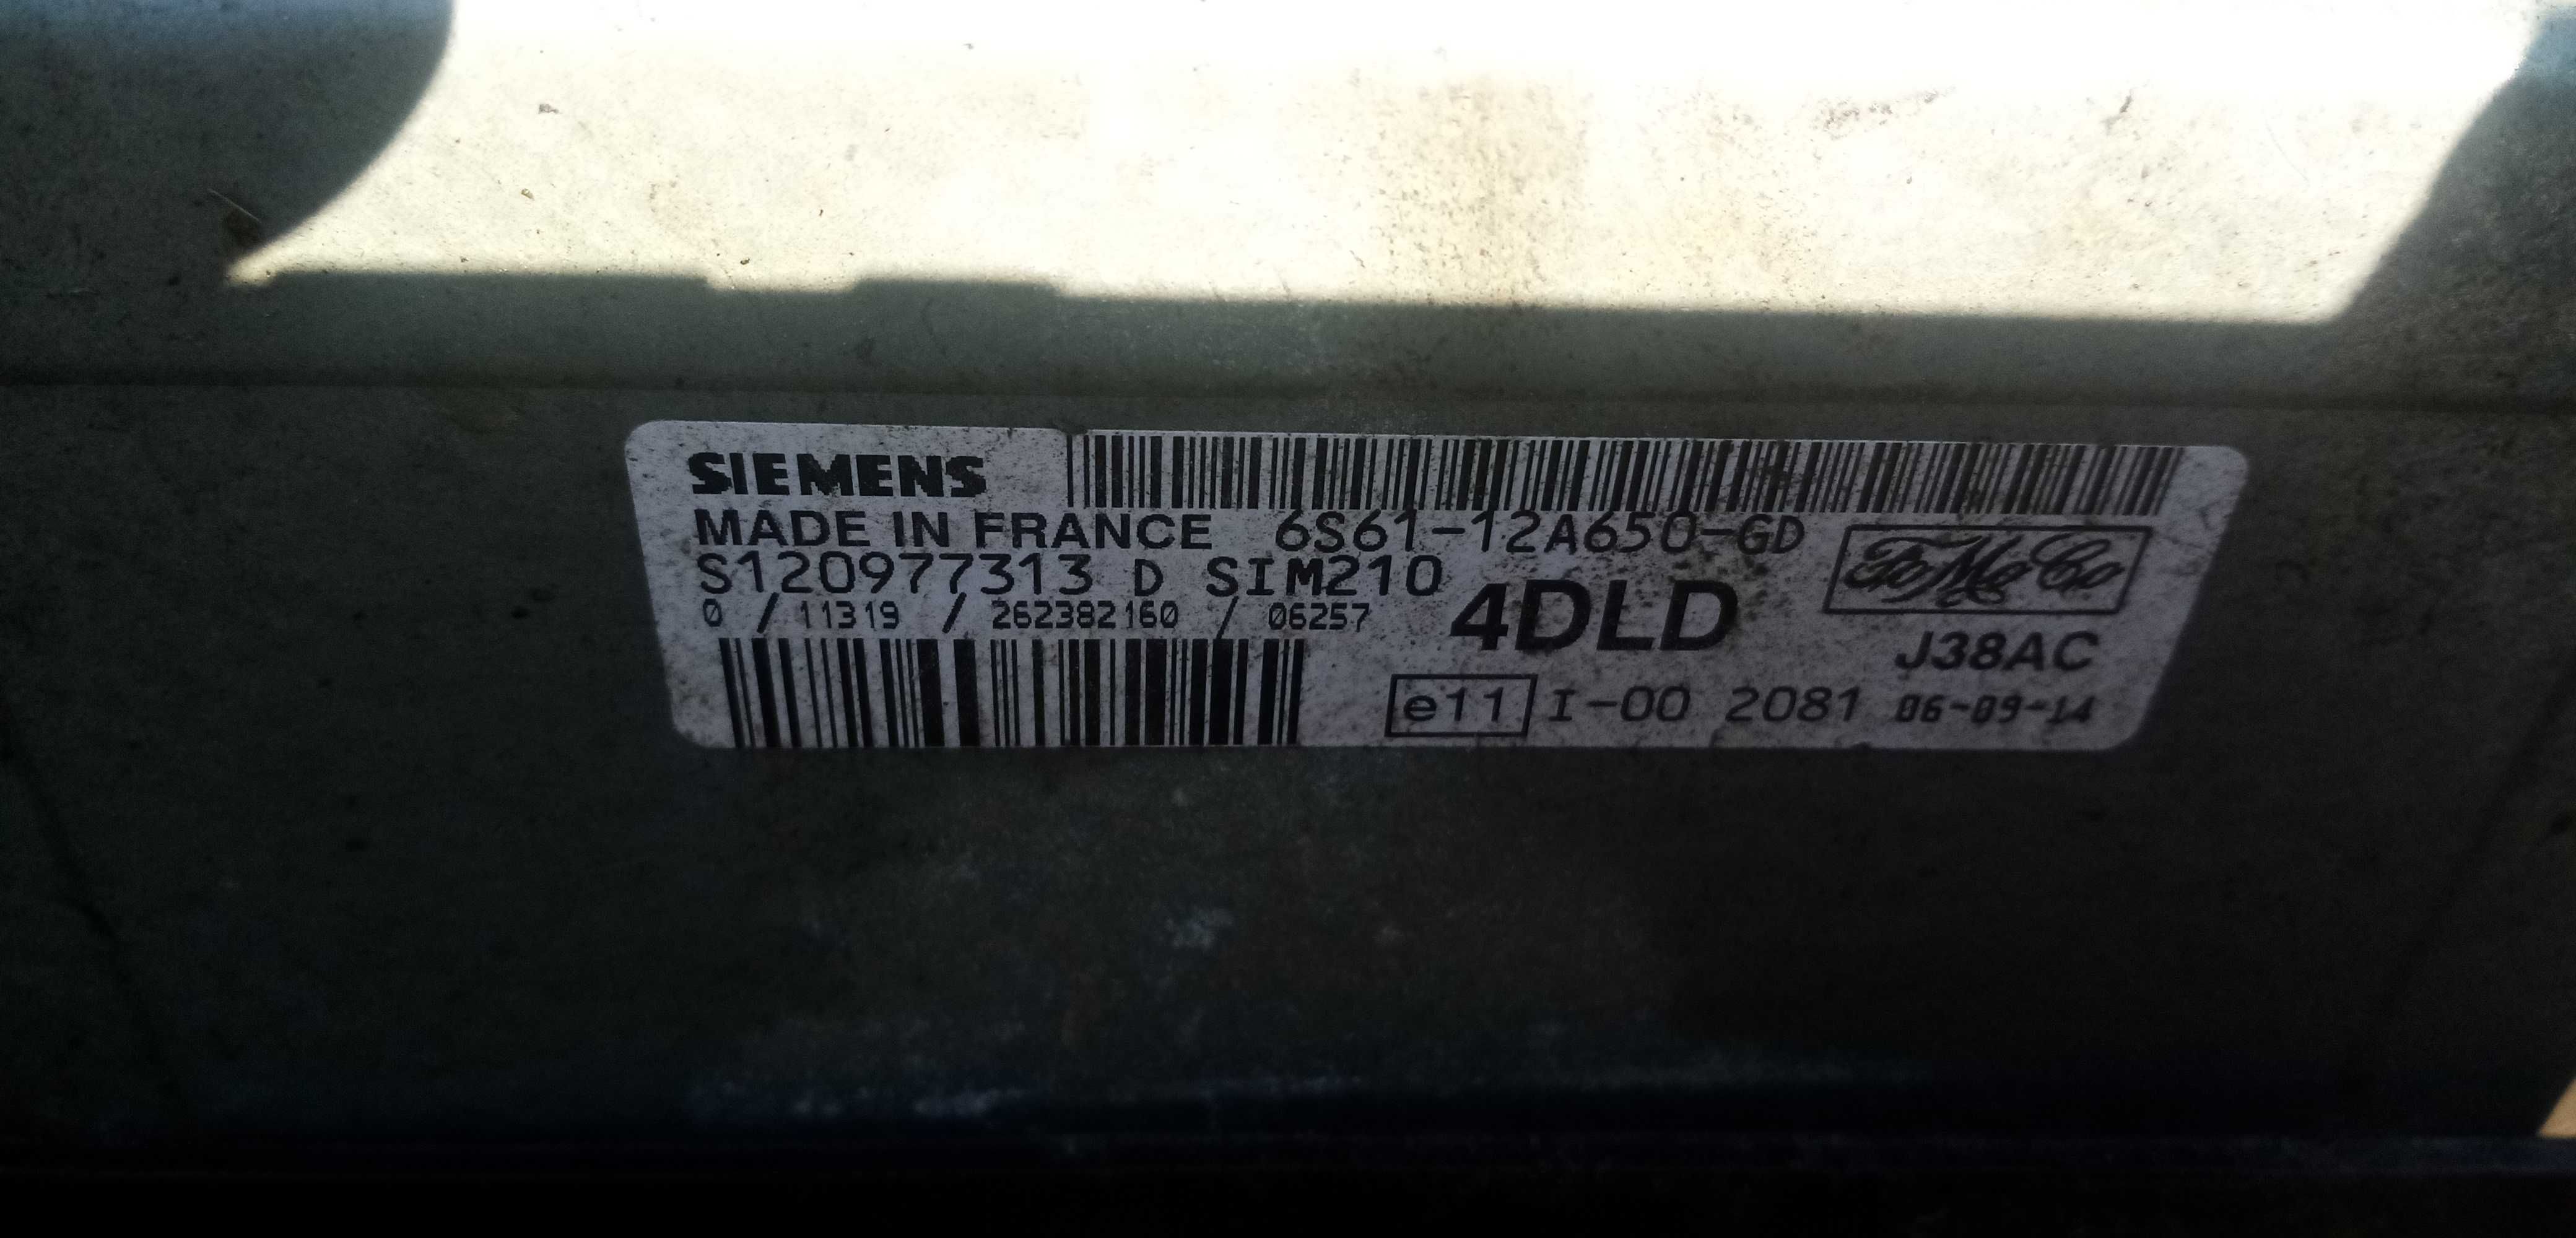 SIEMENS
MADE IN FRANCE 6S61-12A650-GD
S120977313 D SIM210
FoMoCo
0 / 11319 / 262382160 / 06257
4DLD
J38AC
e11 I-00 2081 06-09-14